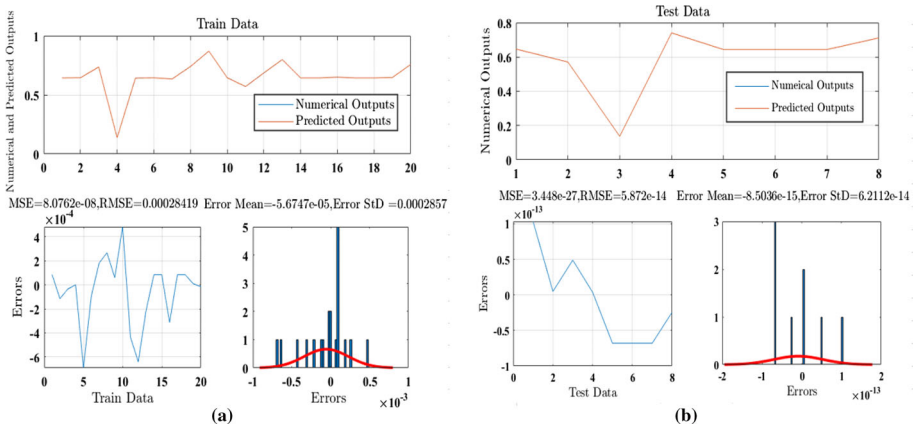 Train Data
Numerical and Predicted Outputs
1
0.5
0
Numerical Outputs
Predicted Outputs
0 2 4 6 8 10 12 14 16 18 20
MSE=8.0762e-08,RMSE=0.00028419 Error Mean=-5.6747e-05,Error StD =0.0002857
×10⁻⁴
Errors
4
2
0
-2
-4
-6
0 5 10 15 20
Train Data
5
4
3
2
1
0
-1 -0.5 0 0.5 1
Errors
×10⁻³
(a)
Test Data
Numerical Outputs
0.8
0.6
0.4
0.2
0
Numeical Outputs
Predicted Outputs
1 2 3 4 5 6 7 8
MSE=3.448e-27,RMSE=5.872e-14 Error Mean=-8.5036e-15,Error StD=6.2112e-14
×10⁻¹³
Errors
1
0.5
0
-0.5
-1
0 2 4 6 8
Test Data
3
2
1
0
-2 -1 0 1 2
Errors
×10⁻¹³
(b)